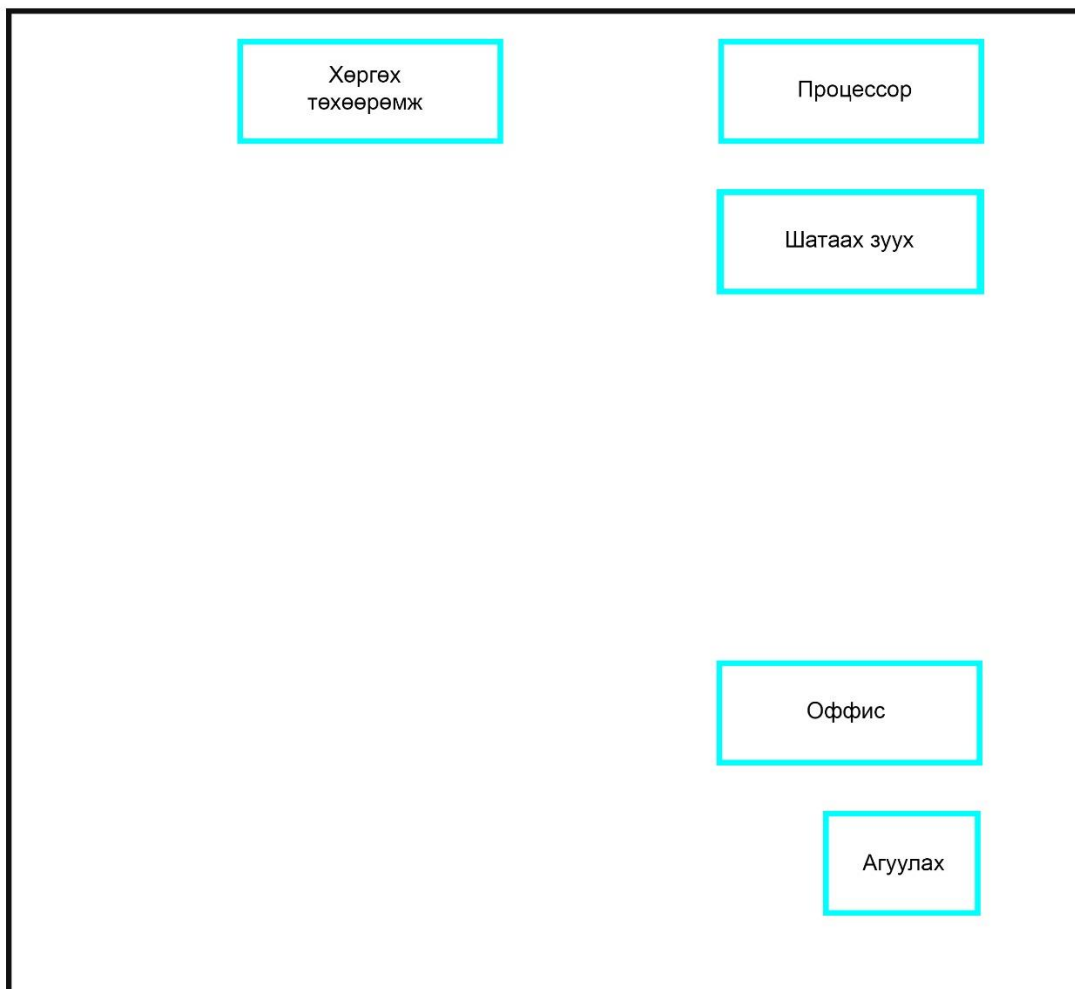 Хөргөх
төхөөрөмж
Процессор
Шатаах зуух
Оффис
Агуулах